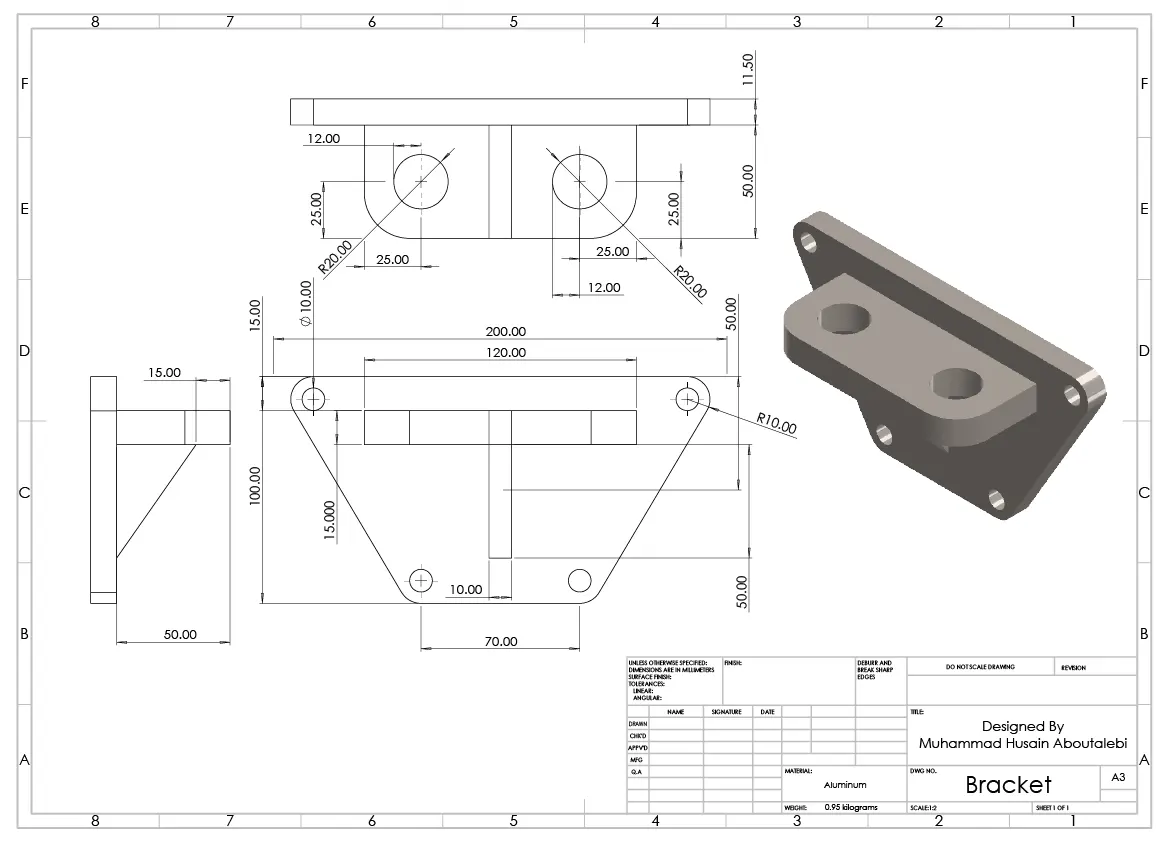 8 7 6 5 4 3 2 1
F F
11.50
12.00
50.00
E E
25.00
25.00
R20.00
25.00
25.00
R20.00
12.00
15.00
Ø 10.00
50.00
200.00
D D
120.00
15.00
R10.00
100.00
15.000
C C
10.00
50.00
50.00
70.00
B B
UNLESS OTHERWISE SPECIFIED:
DIMENSIONS ARE IN MILLIMETERS
SURFACE FINISH:
TOLERANCES:
LINEAR:
ANGULAR:
FINISH:
DEBURR AND
BREAK SHARP
EDGES
DO NOT SCALE DRAWING
REVISION
NAME SIGNATURE DATE
DRAWN
CHK'D
APPV'D
MFG
Q.A
TITLE:
Designed By
Muhammad Husain Aboutalebi
A A
MATERIAL:
Aluminum
DWG NO.
Bracket
A3
WEIGHT: 0.95 kilograms
SCALE:1:2
SHEET 1 OF 1
8 7 6 5 4 3 2 1